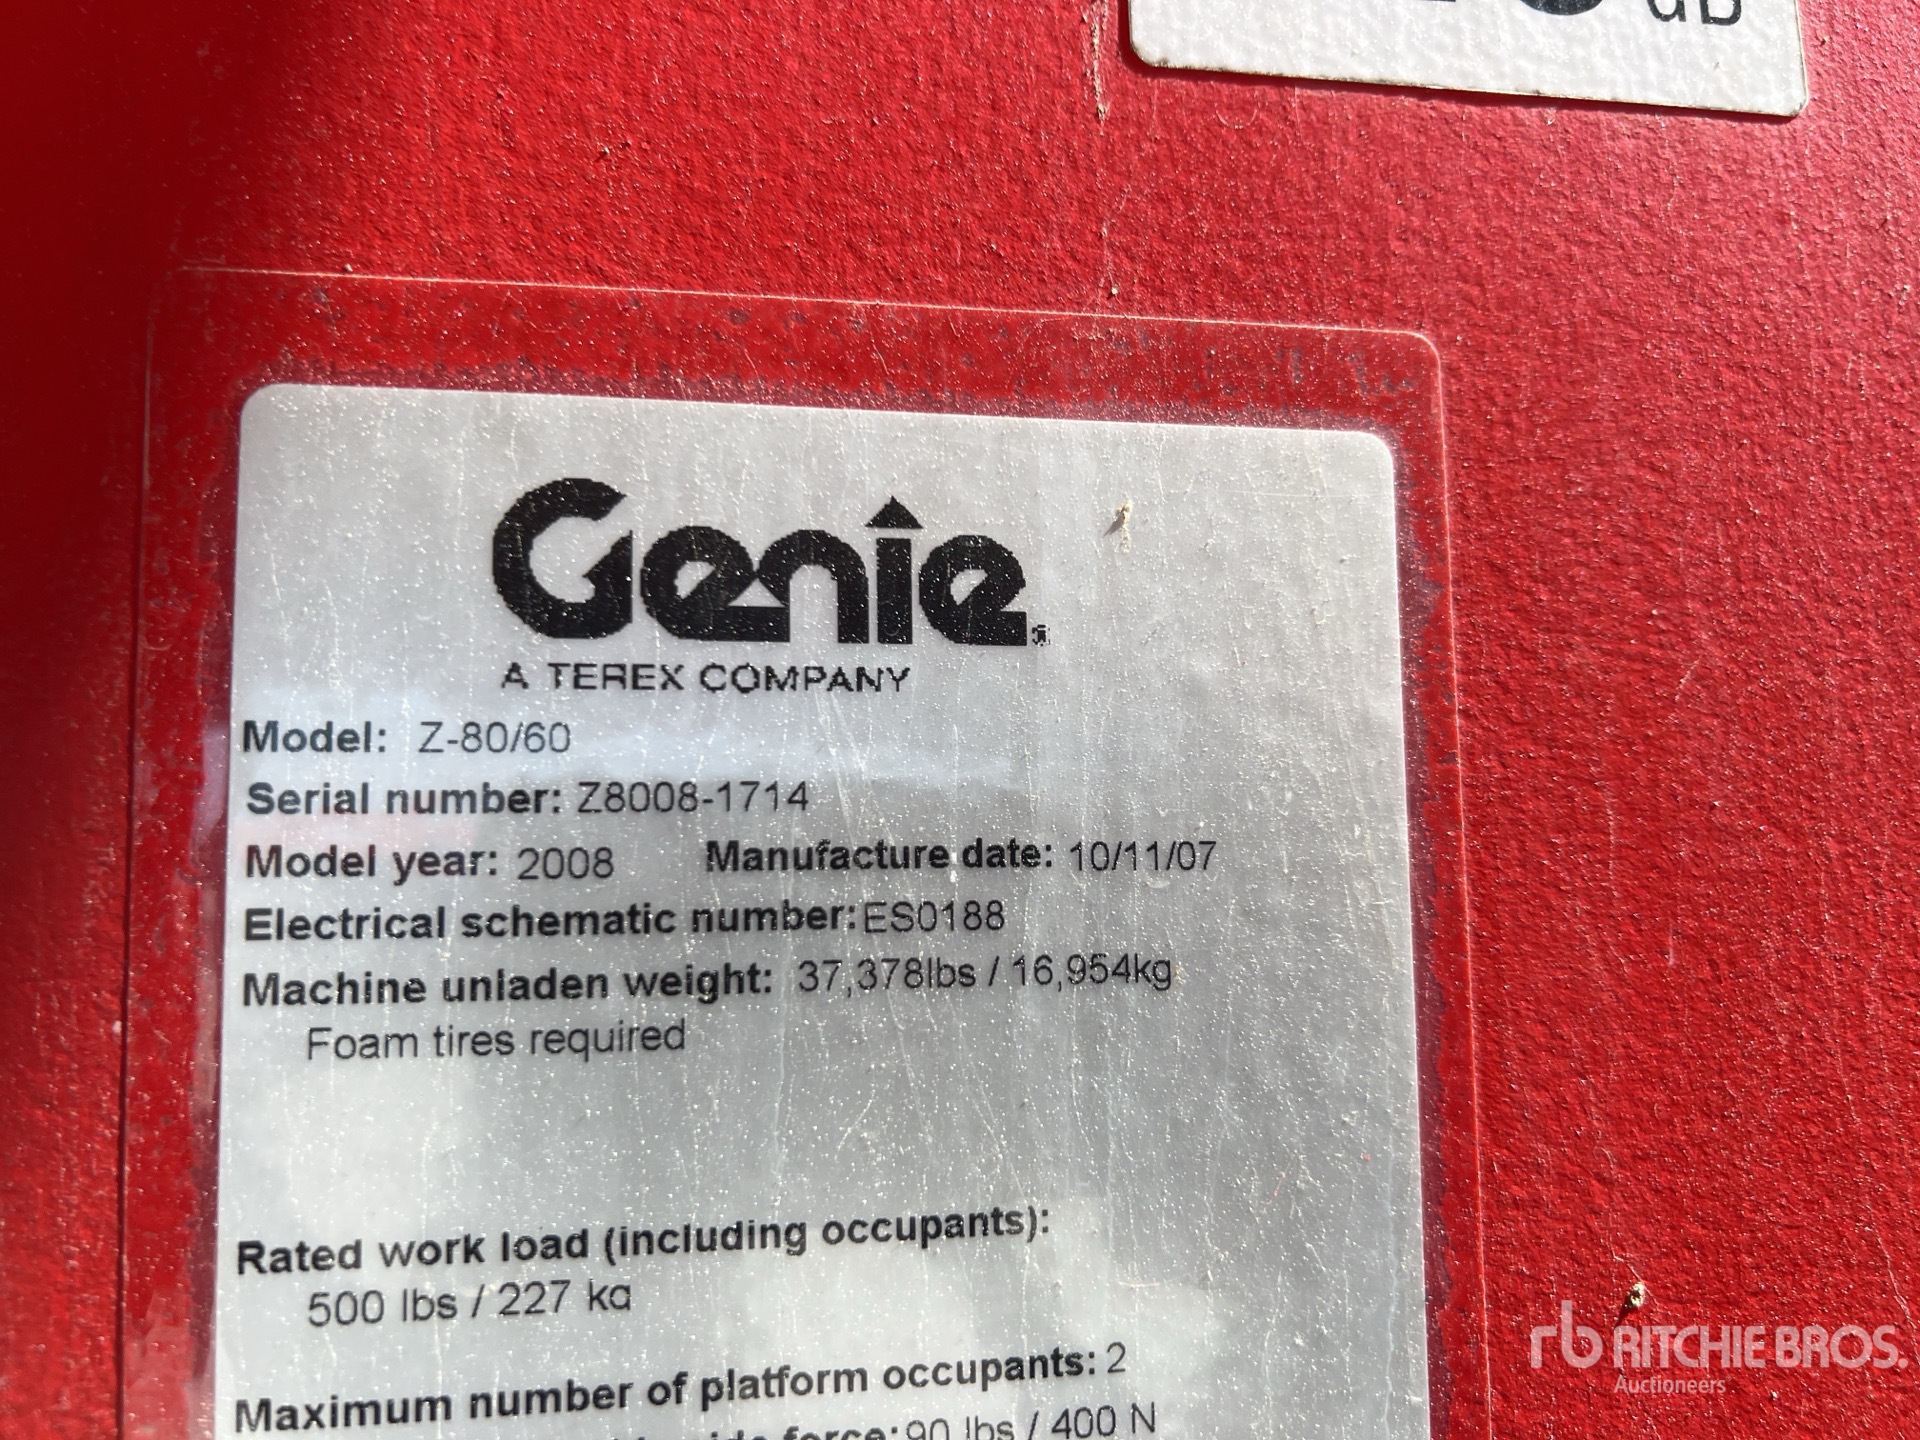 dB
Genie
A TEREX COMPANY
Model: Z-80/60
Serial number: Z8008-1714
Model year: 2008 Manufacture date: 10/11/07
Electrical schematic number:ES0188
Machine unladen weight: 37,378lbs / 16,954kg
Foam tires required
Rated work load (including occupants):
500 lbs / 227 kg
Maximum number of platform occupants: 2
force: 90 lbs / 400 N
rb RITCHIE BROS.
Auctioneers